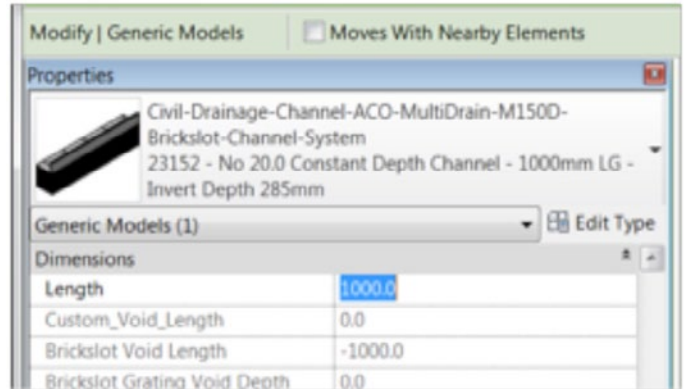 Modify | Generic Models
Moves With Nearby Elements
Properties
Civil-Drainage-Channel-ACO-MultiDrain-M150D-
Brickslot-Channel-System
23152 - No 20.0 Constant Depth Channel - 1000mm LG -
Invert Depth 285mm
Generic Models (1)
Edit Type
Dimensions
Length 1000.0
Custom_Void_Length 0.0
Brickslot Void Length -1000.0
Brickslot Grating Void Depth 0.0